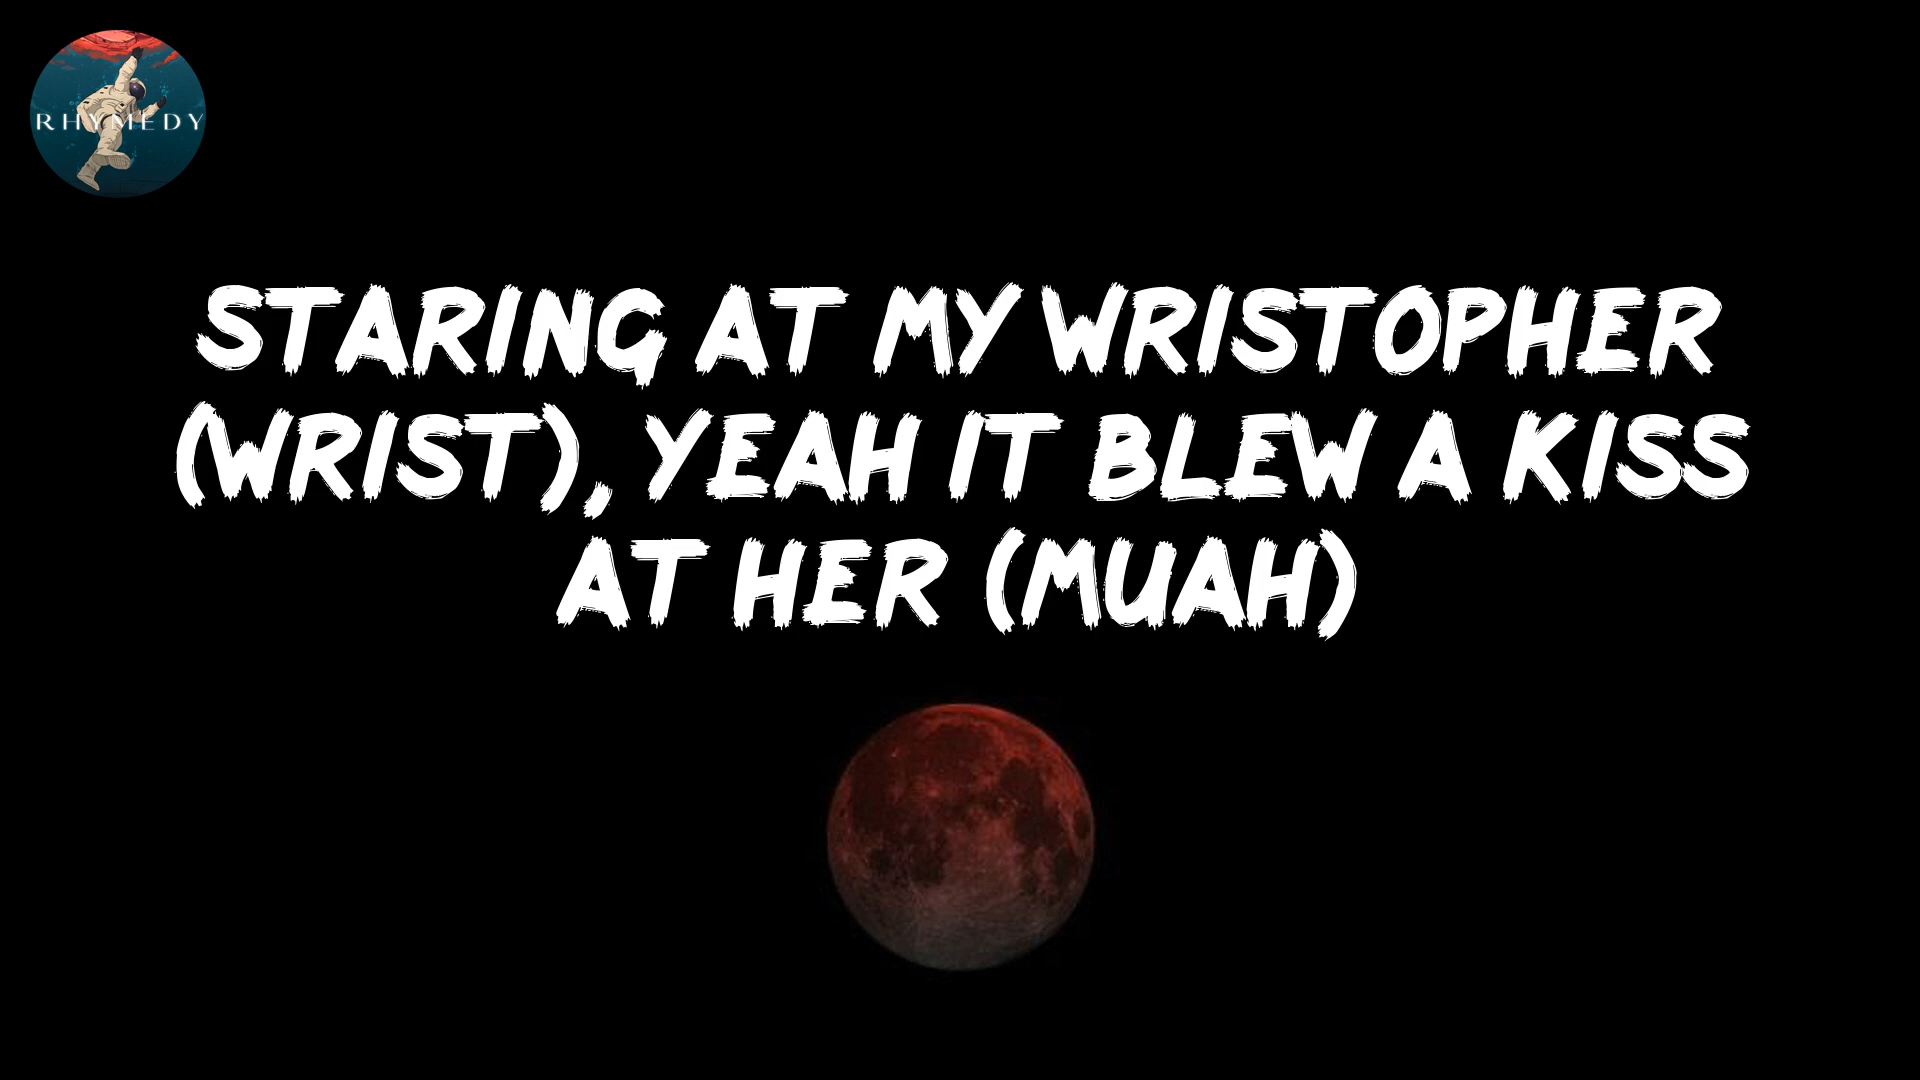 RHYMEDY
STARING AT MY WRISTOPHER
(WRIST), YEAH IT BLEW A KISS
AT HER (MUAH)